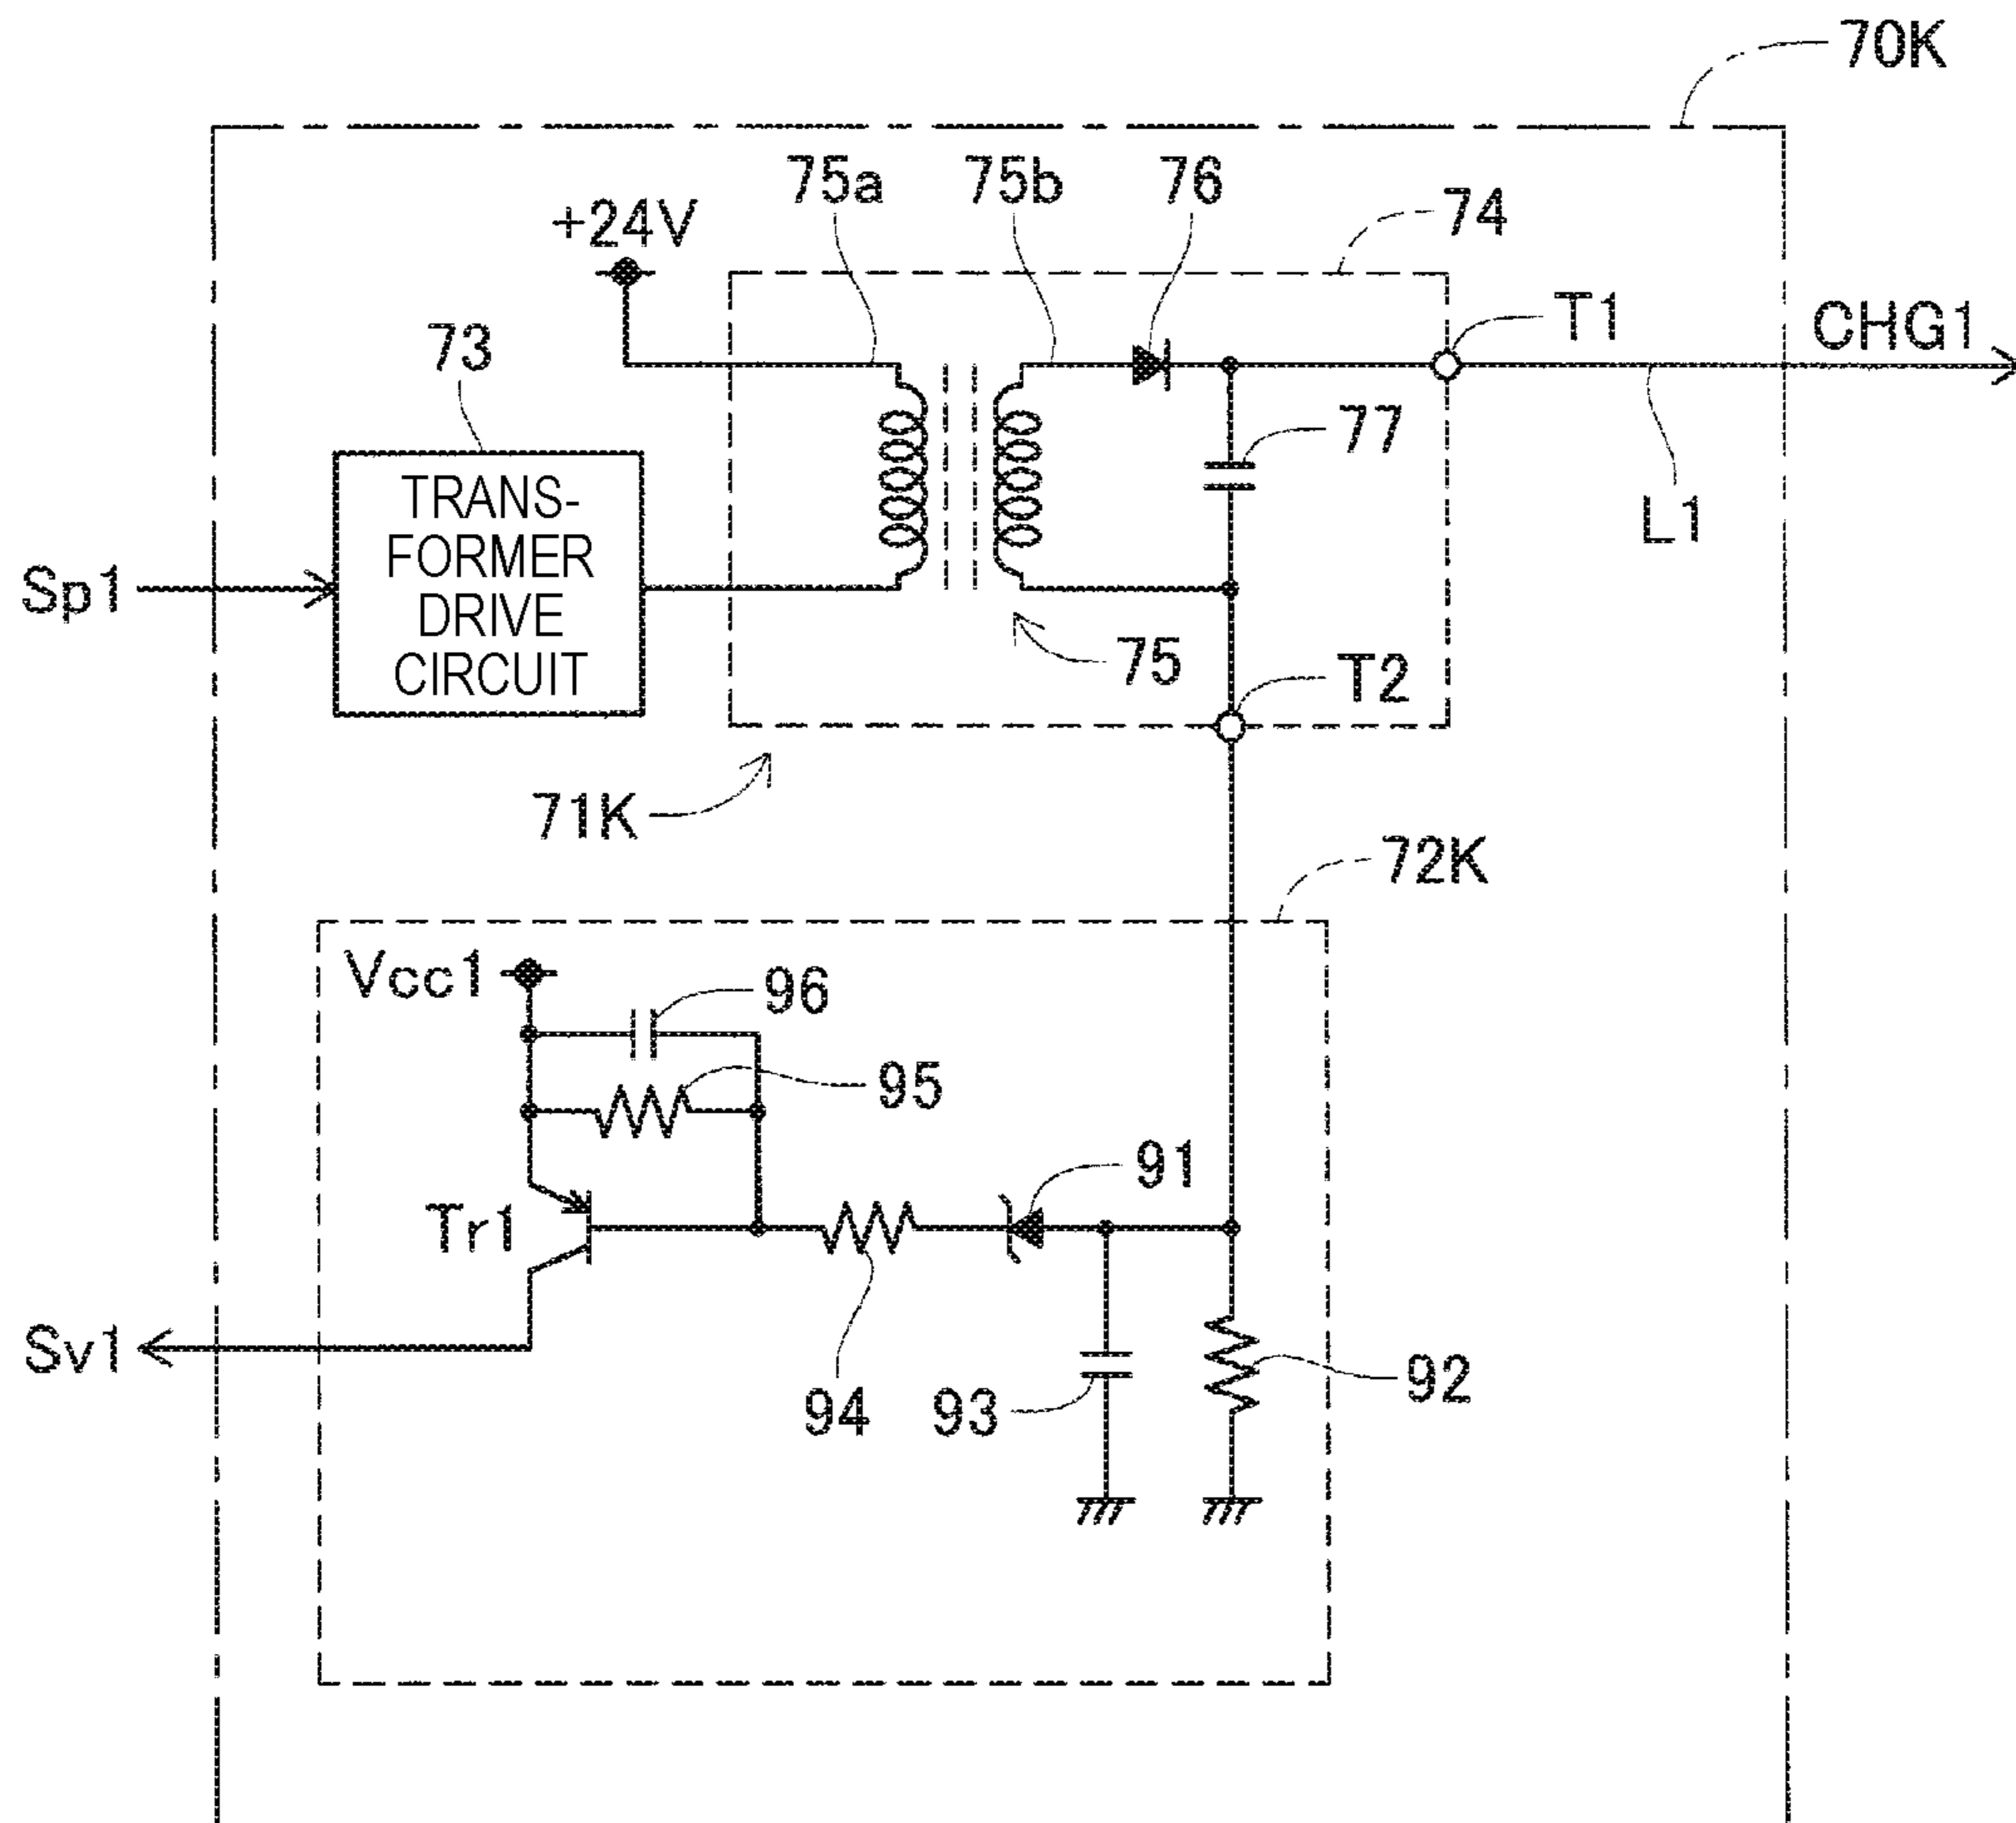 70K
75a
75b
76
74
+24V
T1
CHG1
73
77
TRANS-
FORMER
DRIVE
CIRCUIT
L1
Sp1
75
T2
71K
72K
Vcc1
96
95
91
Tr1
Sv1
94
93
92